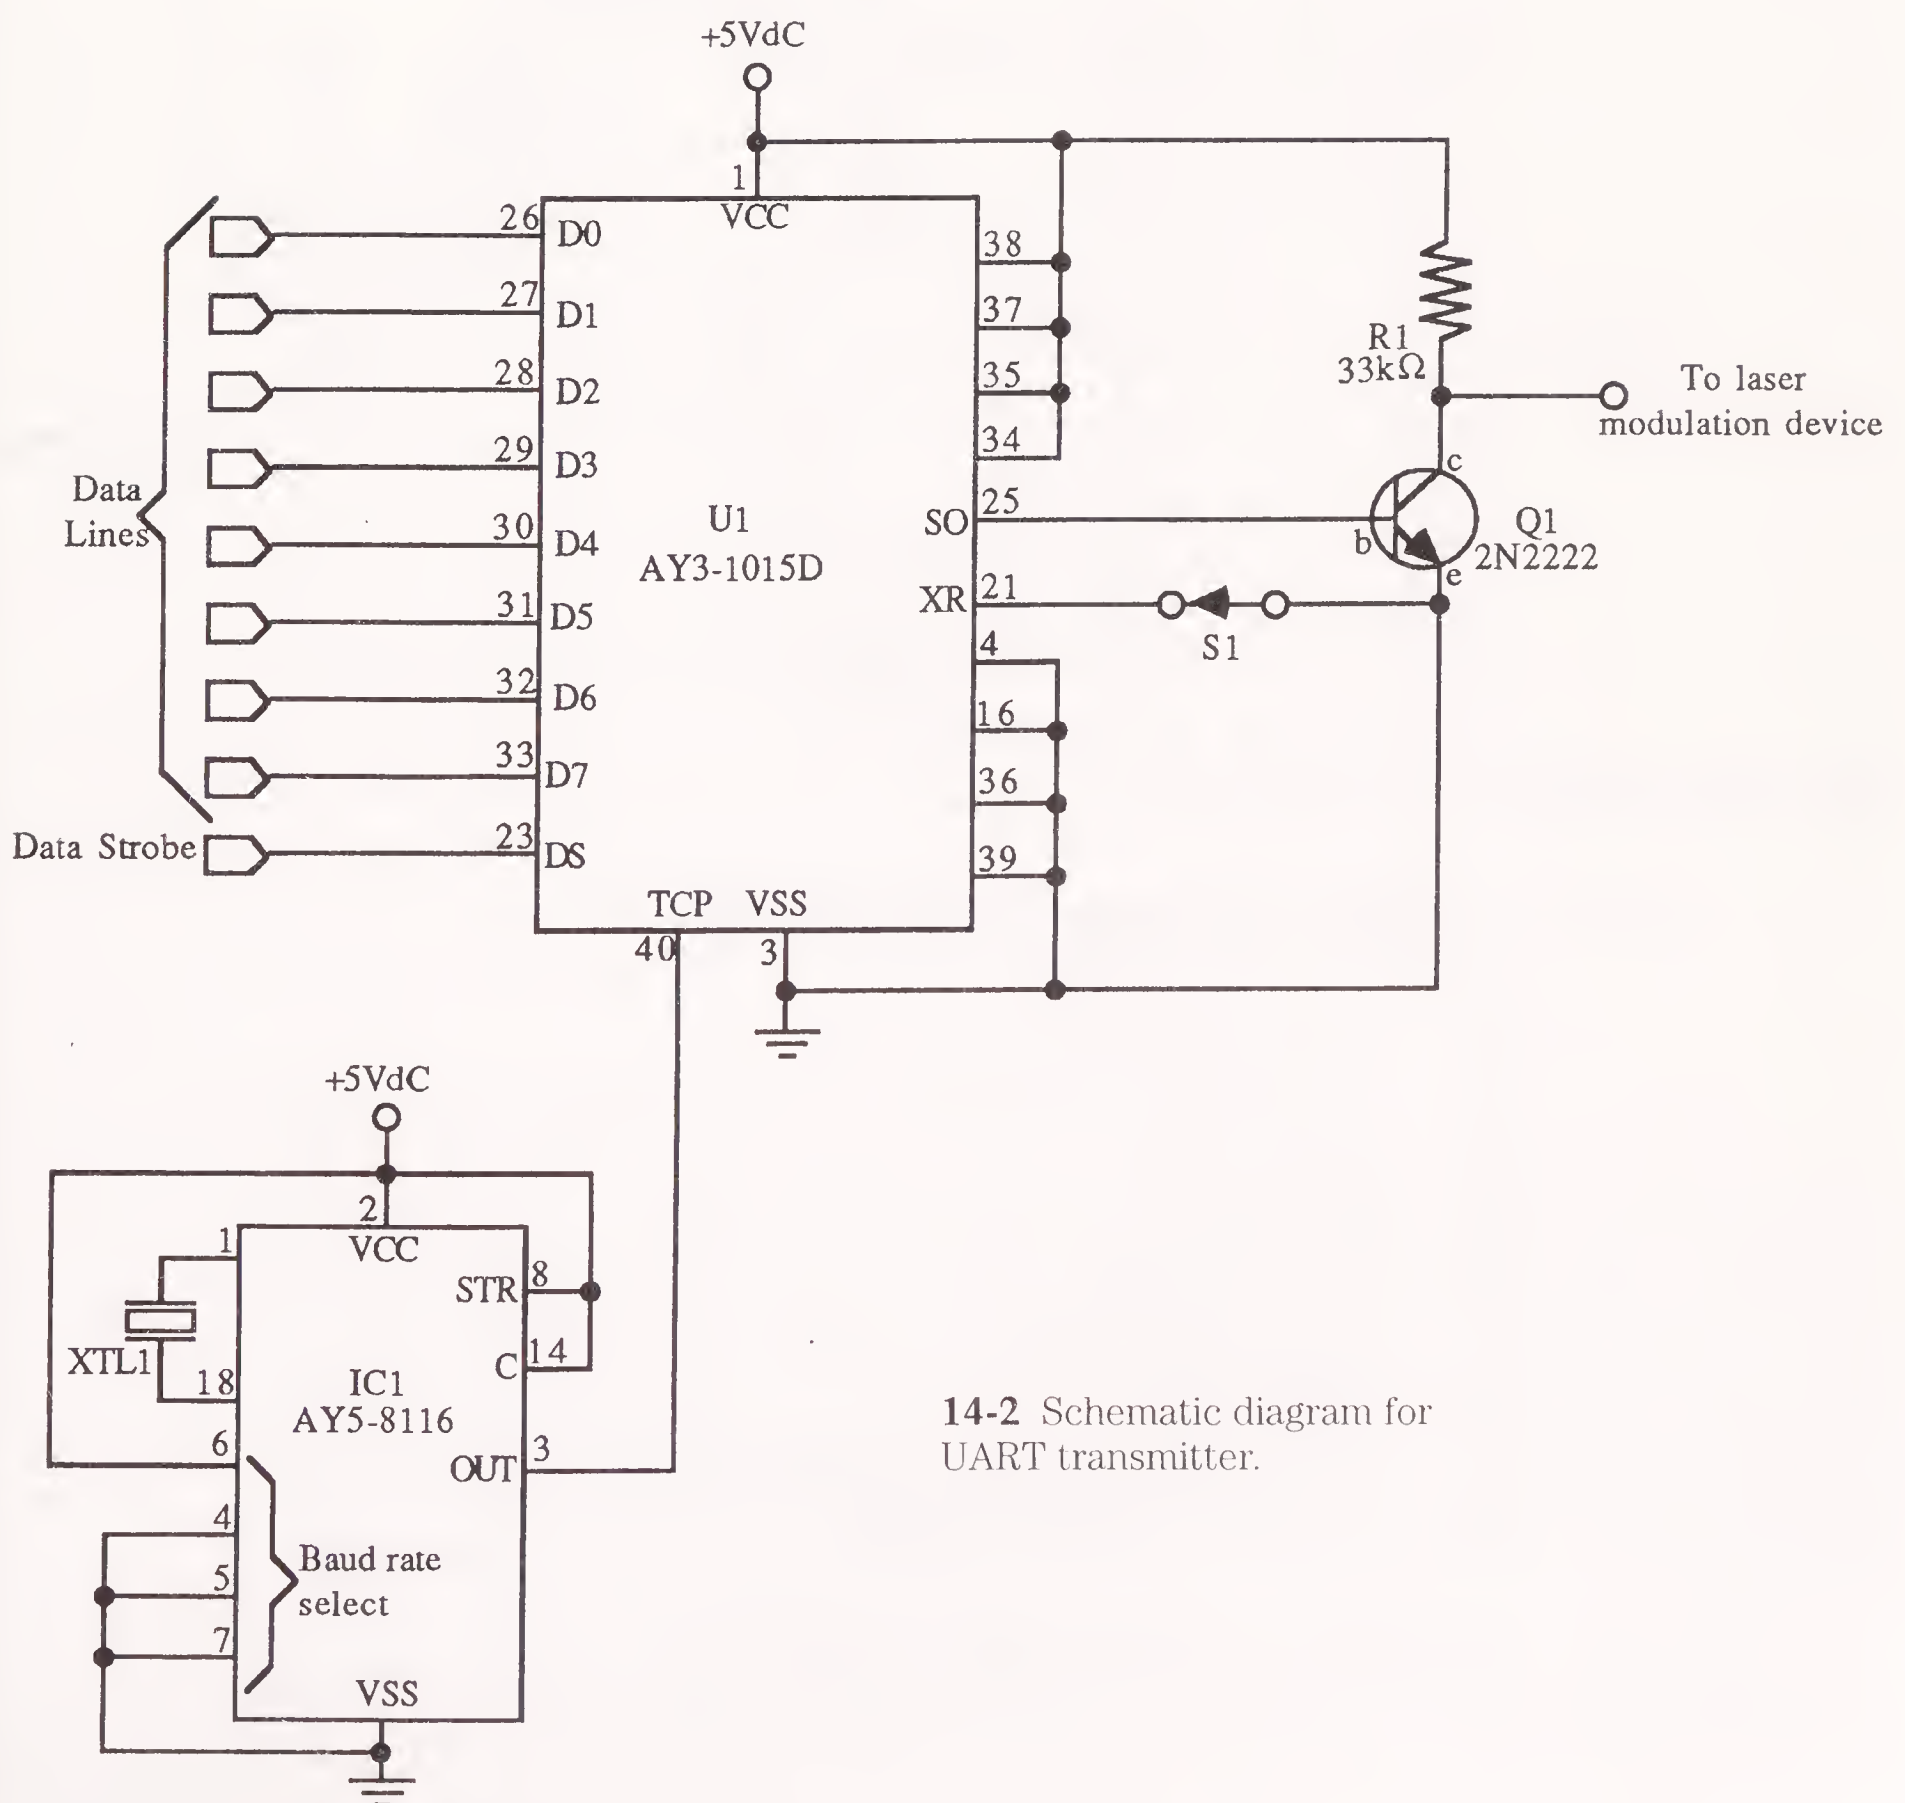 +5VdC
1
VCC
26 D0
27 D1
28 D2
29 D3
30 D4
31 D5
32 D6
33 D7
Data
Lines
Data Strobe
23 DS
U1
AY3-1015D
38
37
35
34
SO 25
XR 21
4
16
36
39
TCP VSS
40 3
R1
33kΩ
To laser
modulation device
c
b
e
Q1
2N2222
S1
+5VdC
2
VCC
1
XTL1
18
6
4
5
7
STR 8
C 14
IC1
AY5-8116
OUT 3
Baud rate
select
VSS
14-2 Schematic diagram for
UART transmitter.